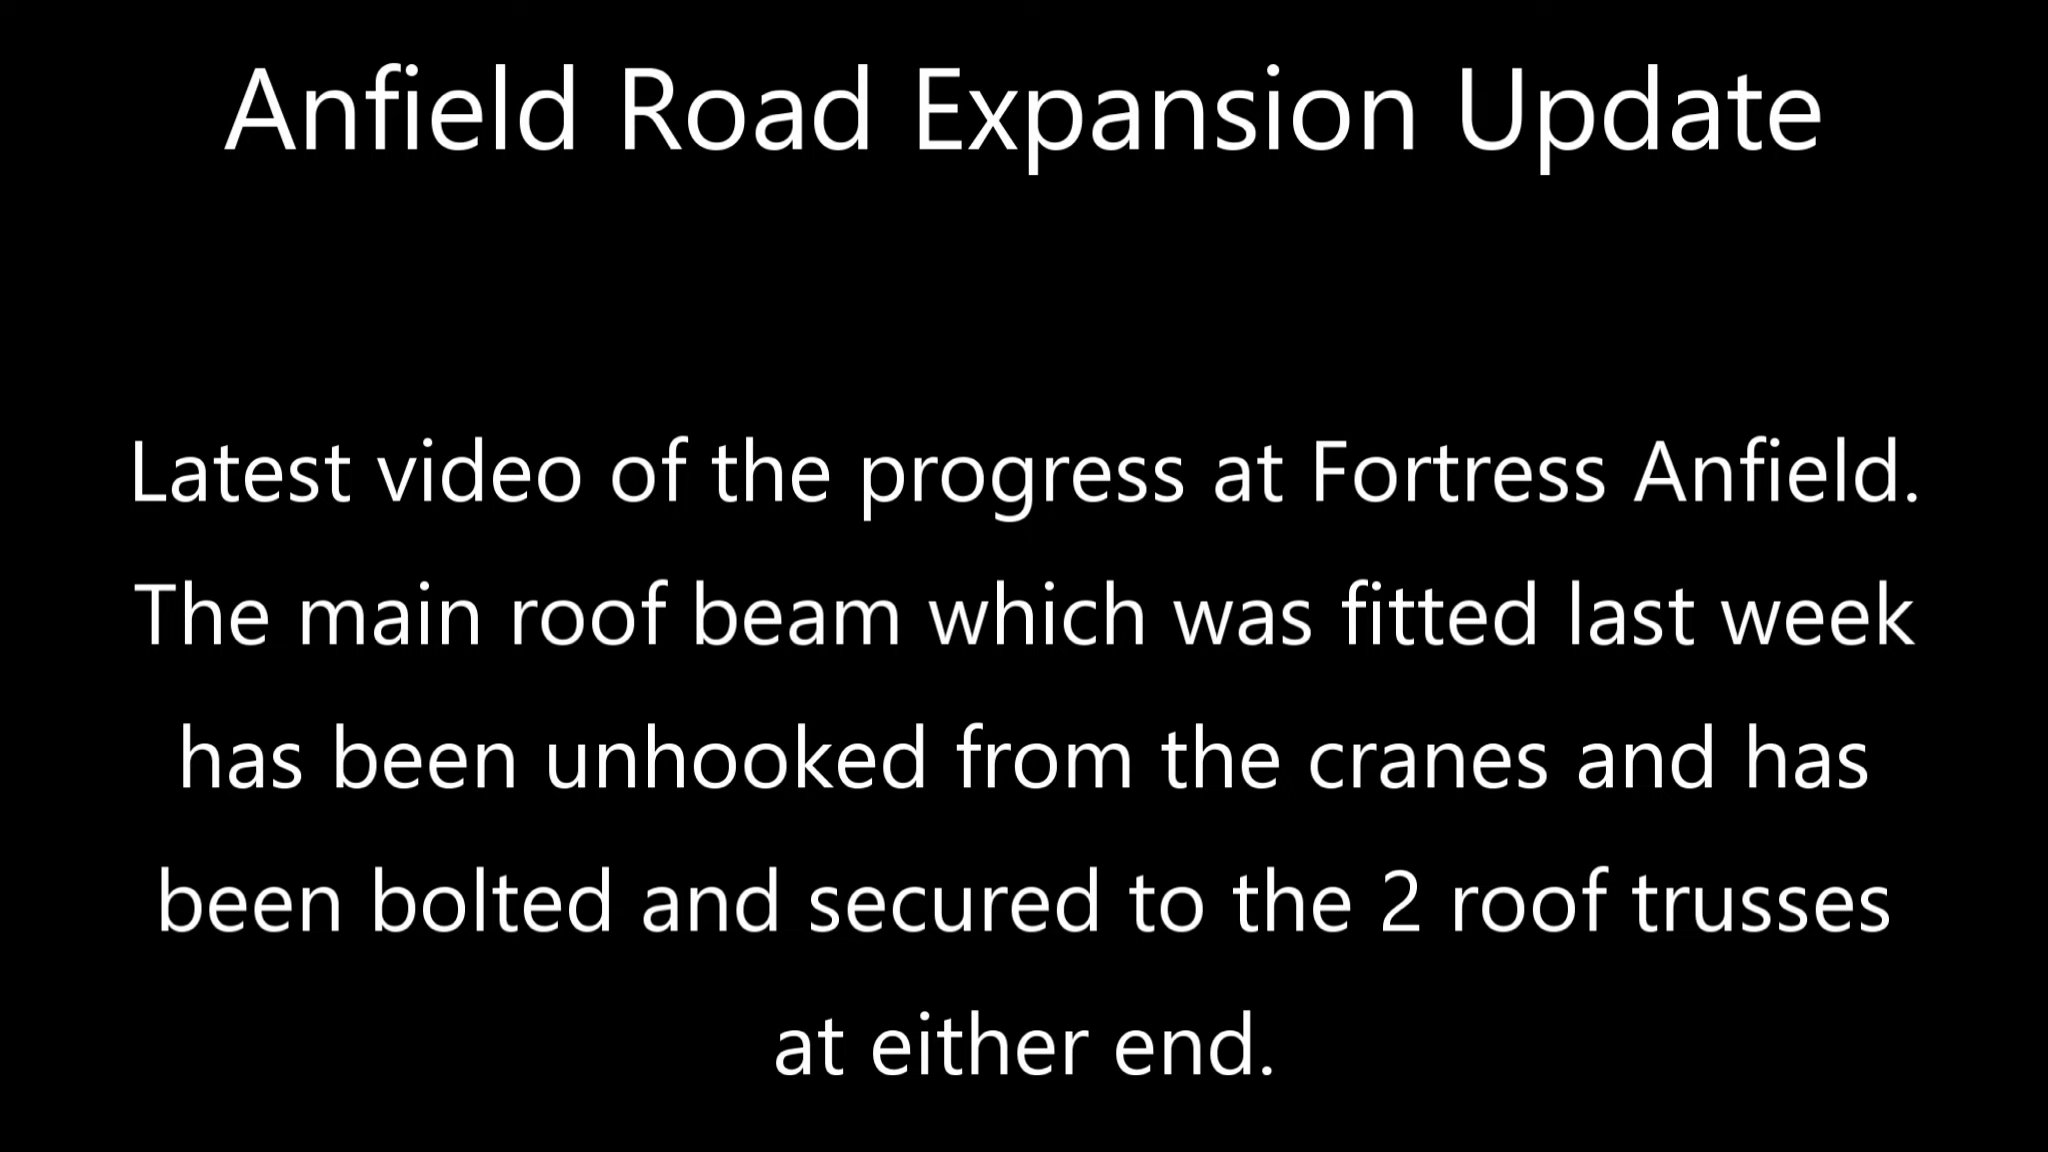 Anfield Road Expansion Update
Latest video of the progress at Fortress Anfield.
The main roof beam which was fitted last week
has been unhooked from the cranes and has
been bolted and secured to the 2 roof trusses
at either end.